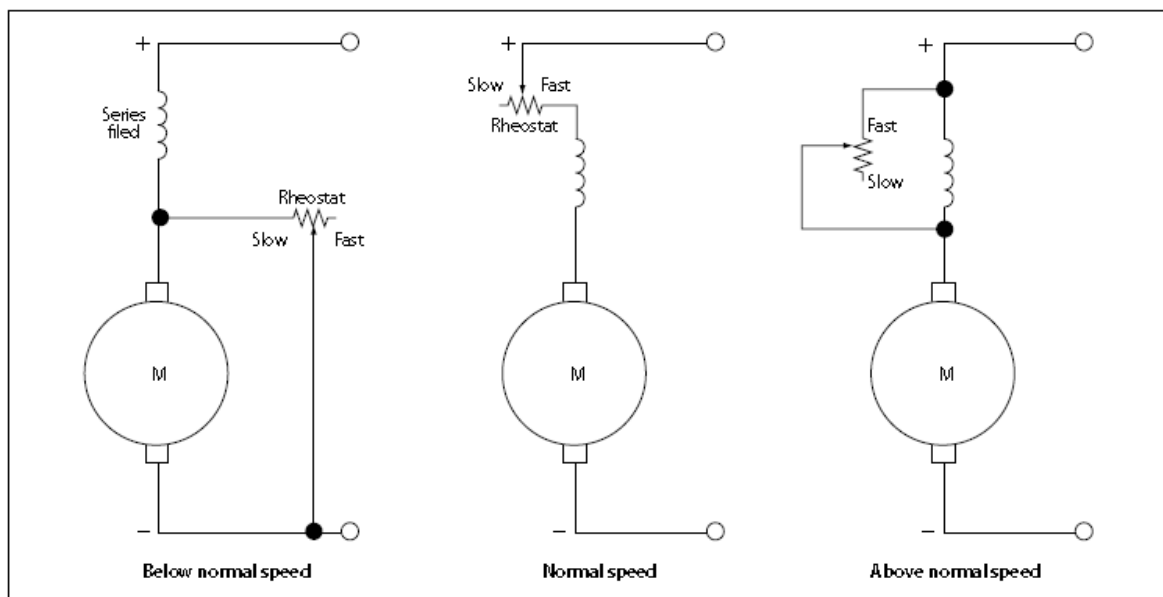 +
Series
filed
Rheostat
Slow
Fast
M
−
Below normal speed
+
Slow
Fast
Rheostat
M
−
Normal speed
+
Fast
Slow
M
−
Above normal speed